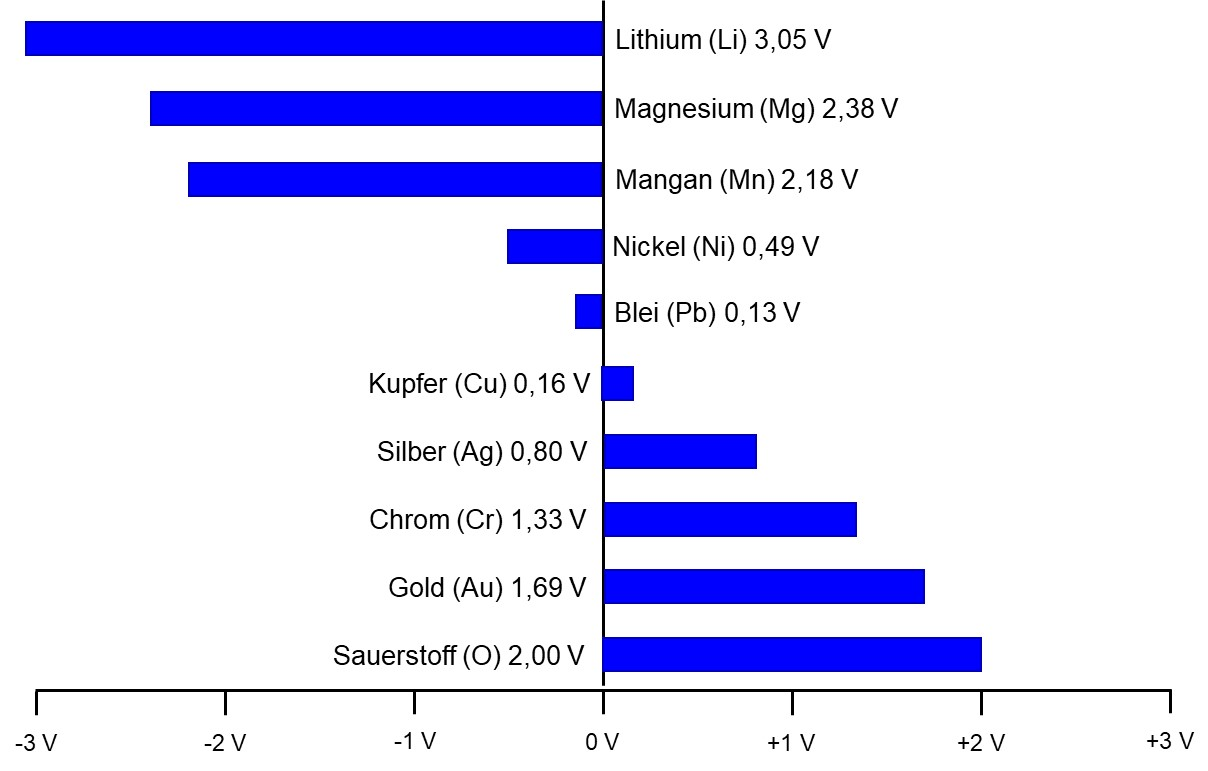 Lithium (Li) 3,05 V
Magnesium (Mg) 2,38 V
Mangan (Mn) 2,18 V
Nickel (Ni) 0,49 V
Blei (Pb) 0,13 V
Kupfer (Cu) 0,16 V
Silber (Ag) 0,80 V
Chrom (Cr) 1,33 V
Gold (Au) 1,69 V
Sauerstoff (O) 2,00 V
-3 V -2 V -1 V 0 V +1 V +2 V +3 V